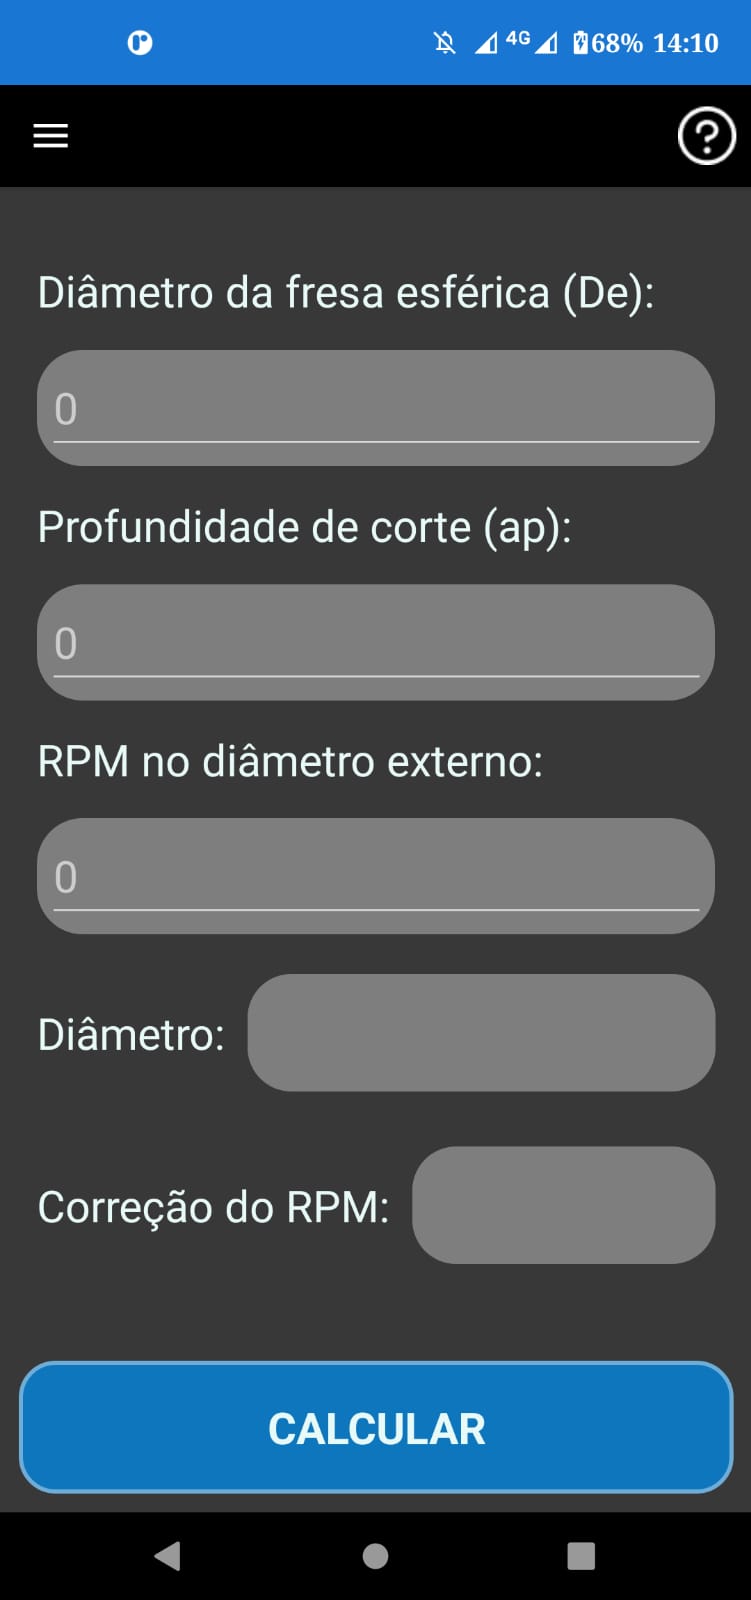 4G 68% 14:10
Diâmetro da fresa esférica (De):
0
Profundidade de corte (ap):
0
RPM no diâmetro externo:
0
Diâmetro:
Correção do RPM:
CALCULAR